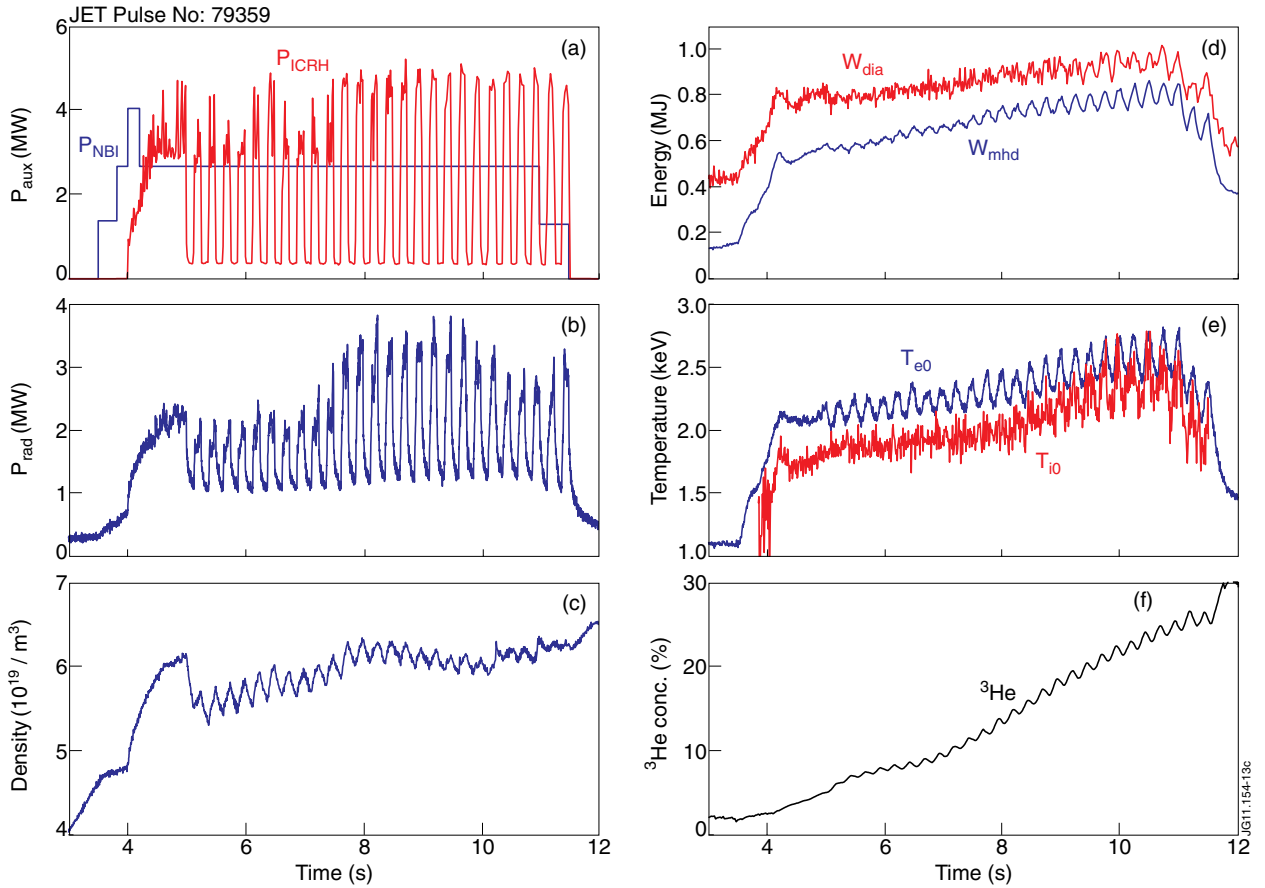 JET Pulse No: 79359
6
4
2
0
P_aux (MW)
P_ICRH
P_NBI
(a)
4
3
2
1
0
P_rad (MW)
(b)
7
6
5
4
Density (10^19 / m^3)
(c)
4 6 8 10 12
Time (s)
1.0
0.8
0.6
0.4
0.2
0
Energy (MJ)
W_dia
W_mhd
(d)
3.0
2.5
2.0
1.5
1.0
Temperature (keV)
T_e0
T_i0
(e)
30
20
10
0
^3He conc. (%)
^3He
(f)
4 6 8 10 12
Time (s)
JG11.154-13c